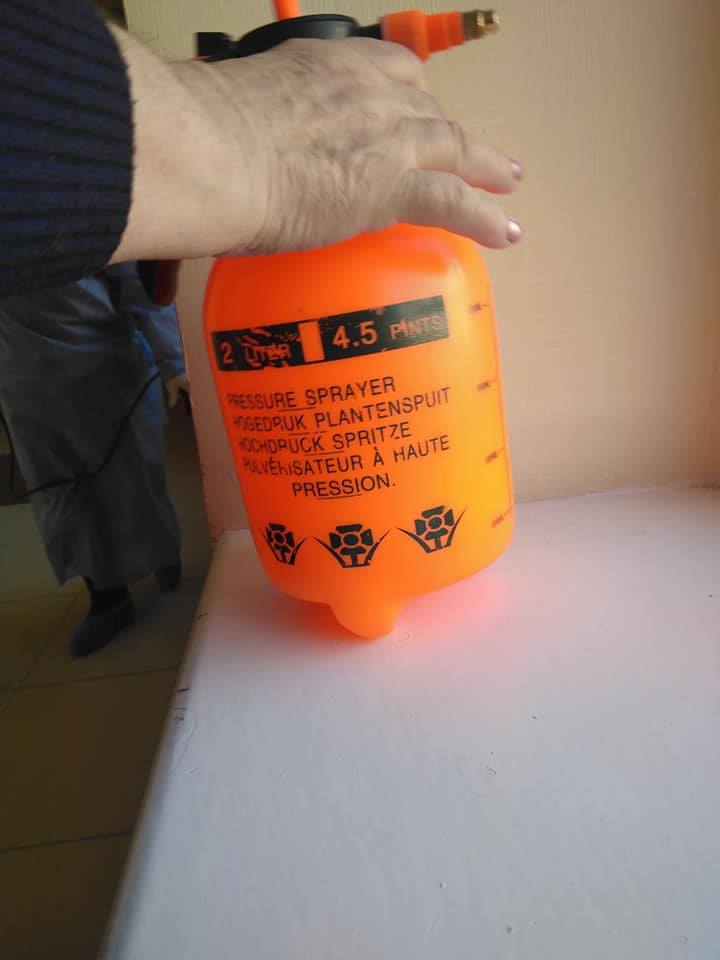 2 LITER 4.5 PINTS
PRESSURE SPRAYER
HOGEDRUK PLANTENSPUIT
HOCHDRUCK SPRITZE
PULVÉRISATEUR À HAUTE
PRESSION.